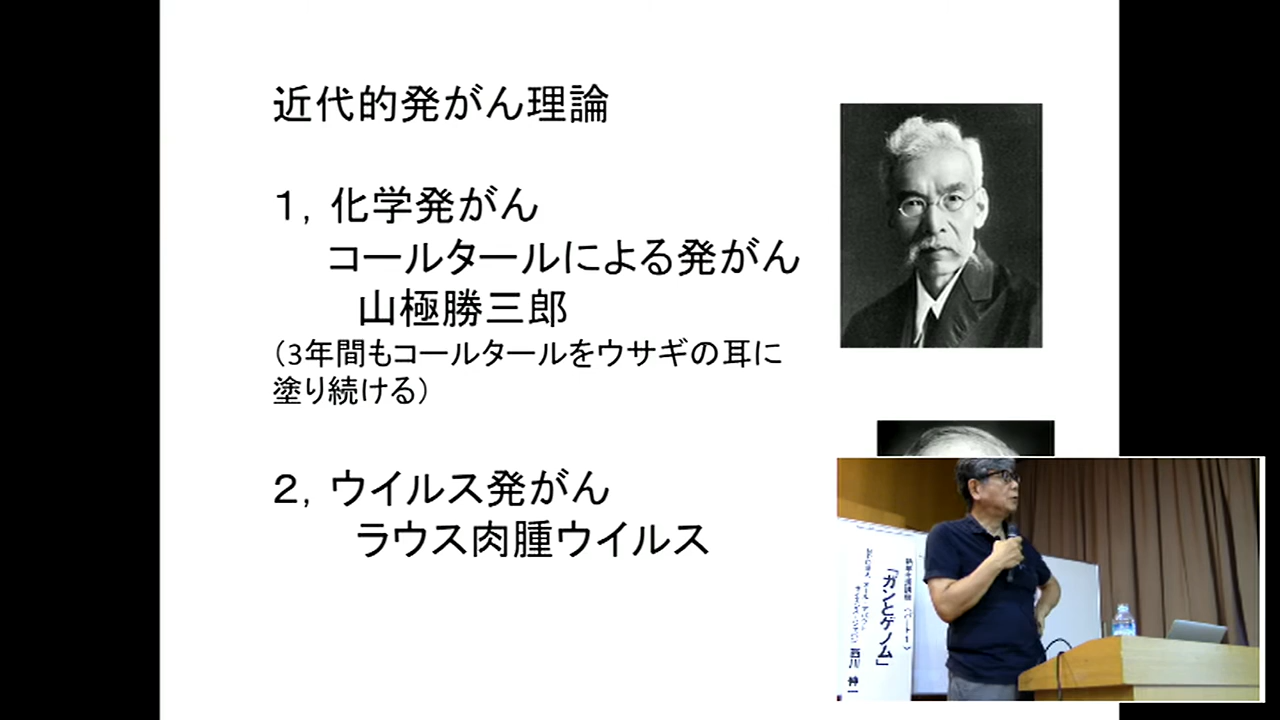 近代的発がん理論
１，化学発がん
コールタールによる発がん
山極勝三郎
（3年間もコールタールをウサギの耳に
塗り続ける）
２，ウイルス発がん
ラウス肉腫ウイルス
「ガンとゲノム」
西川 伸一